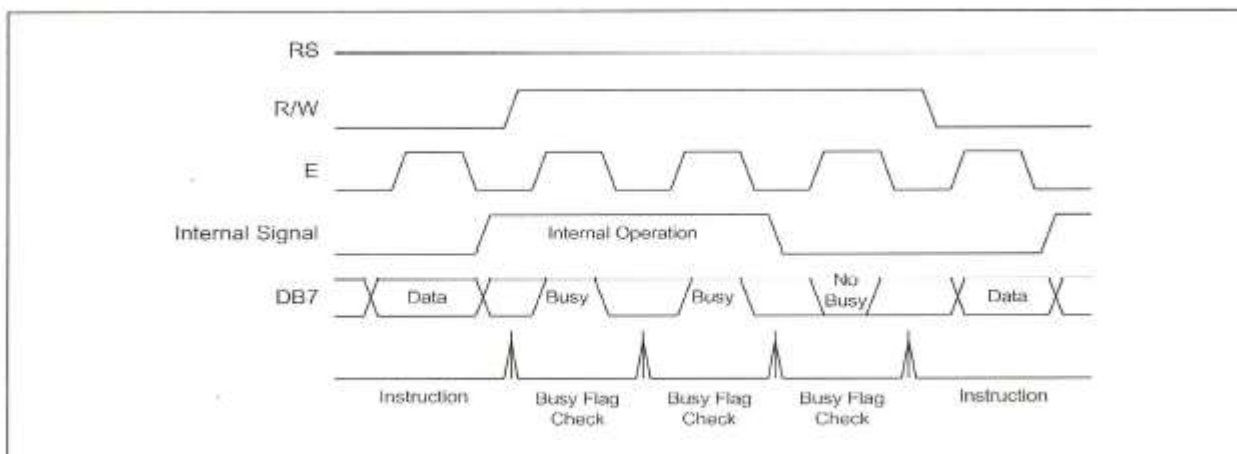 RS
R/W
E
Internal Signal
Internal Operation
DB7
Data
Busy
Busy
No
Busy
Data
Instruction
Busy Flag
Check
Busy Flag
Check
Busy Flag
Check
Instruction